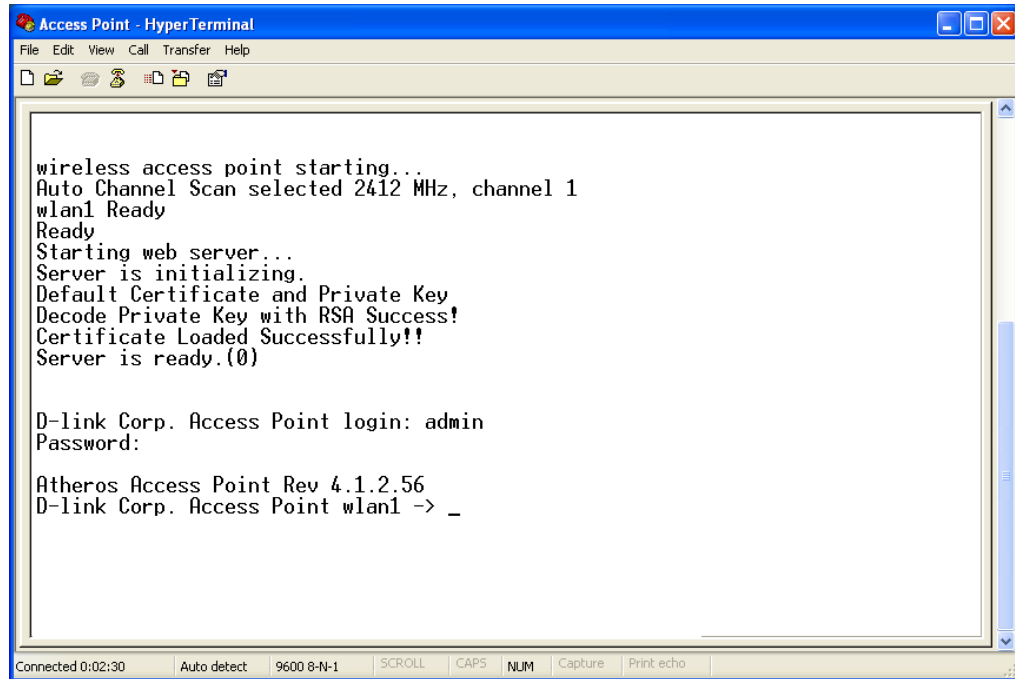 Access Point - HyperTerminal
File Edit View Call Transfer Help
wireless access point starting...
Auto Channel Scan selected 2412 MHz, channel 1
wlan1 Ready
Ready
Starting web server...
Server is initializing.
Default Certificate and Private Key
Decode Private Key with RSA Success!
Certificate Loaded Successfully!!
Server is ready.(0)
D-link Corp. Access Point login: admin
Password:
Atheros Access Point Rev 4.1.2.56
D-link Corp. Access Point wlan1 -> _
Connected 0:02:30 Auto detect 9600 8-N-1 SCROLL CAPS NUM Capture Print echo